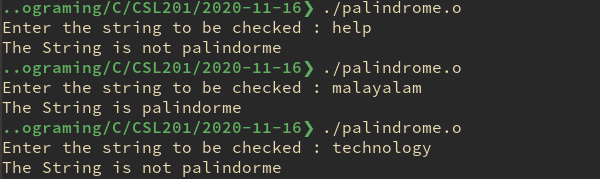 ..ograming/C/CSL201/2020-11-16❯ ./palindrome.o
Enter the string to be checked : help
The String is not palindorme
..ograming/C/CSL201/2020-11-16❯ ./palindrome.o
Enter the string to be checked : malayalam
The String is palindorme
..ograming/C/CSL201/2020-11-16❯ ./palindrome.o
Enter the string to be checked : technology
The String is not palindorme